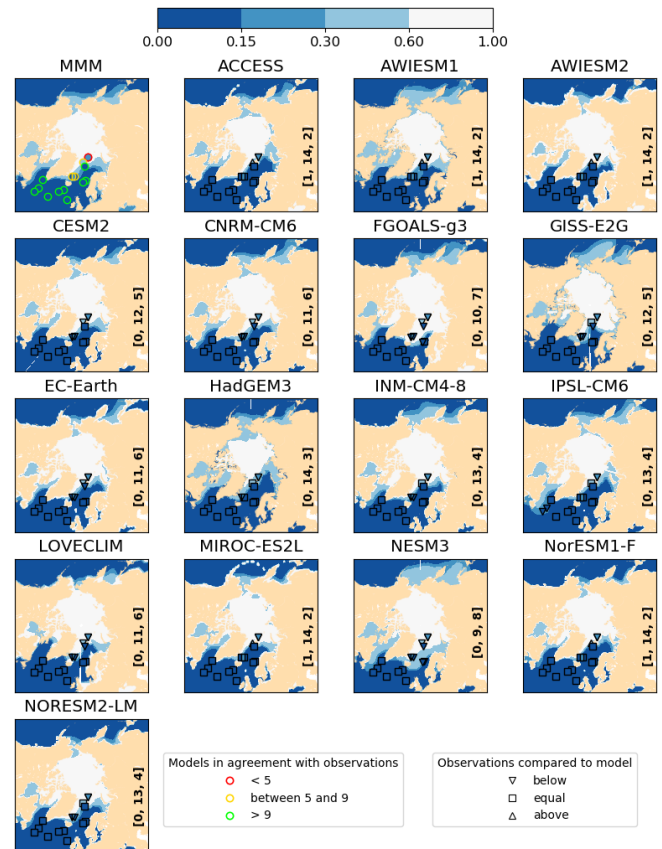 0.00 0.15 0.30 0.60 1.00
MMM ACCESS AWIESM1 AWIESM2
[1, 14, 2] [1, 14, 2] [1, 14, 2]
CESM2 CNRM-CM6 FGOALS-g3 GISS-E2G
[0, 12, 5] [0, 11, 6] [0, 10, 7] [0, 12, 5]
EC-Earth HadGEM3 INM-CM4-8 IPSL-CM6
[0, 11, 6] [0, 14, 3] [0, 13, 4] [0, 13, 4]
LOVECLIM MIROC-ES2L NESM3 NorESM1-F
[0, 11, 6] [1, 14, 2] [0, 9, 8] [1, 14, 2]
NORESM2-LM
[0, 13, 4]
Models in agreement with observations
< 5
between 5 and 9
> 9
Observations compared to model
below
equal
above